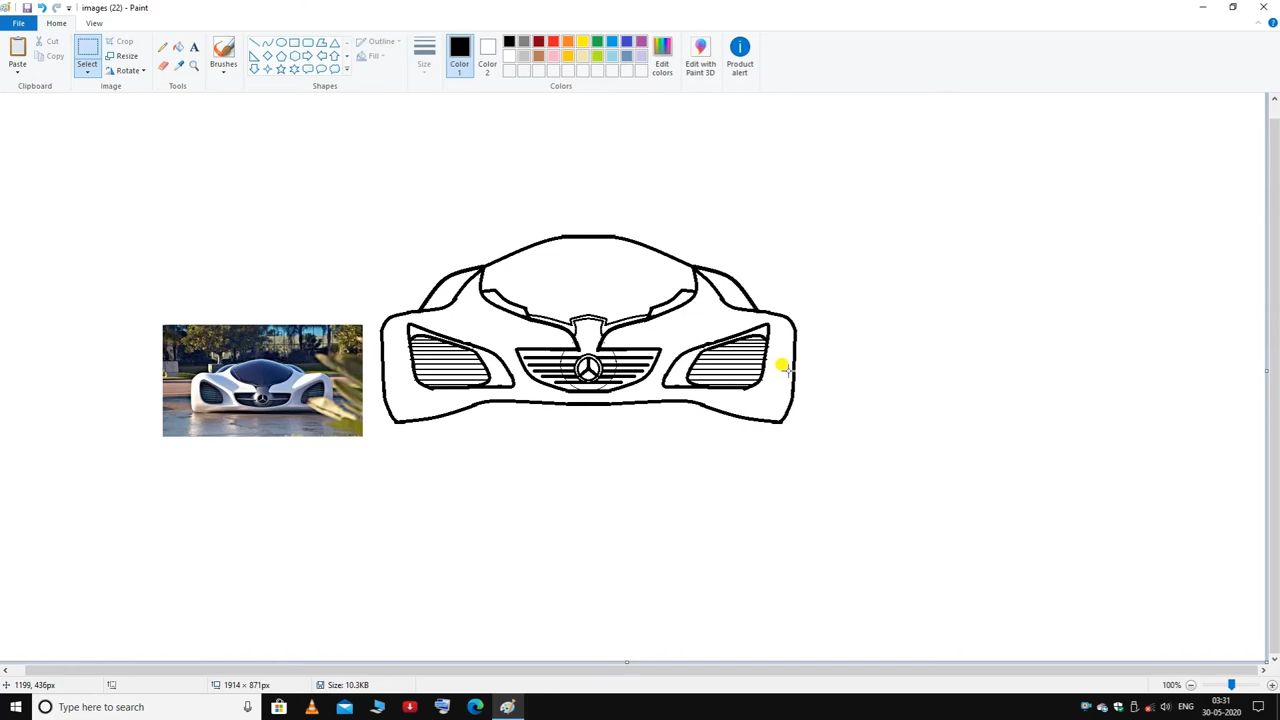 images (22) - Paint
File
Home
View
Paste
Cut
Copy
Clipboard
Select
Crop
Resize
Rotate
Image
A
Tools
Brushes
Outline
Fill
Shapes
Size
Color 1
Color 2
Edit colors
Colors
Edit with Paint 3D
Product alert
1199, 436px
1914 × 871px
Size: 10.3KB
100%
Type here to search
ENG
03:31
30-05-2020